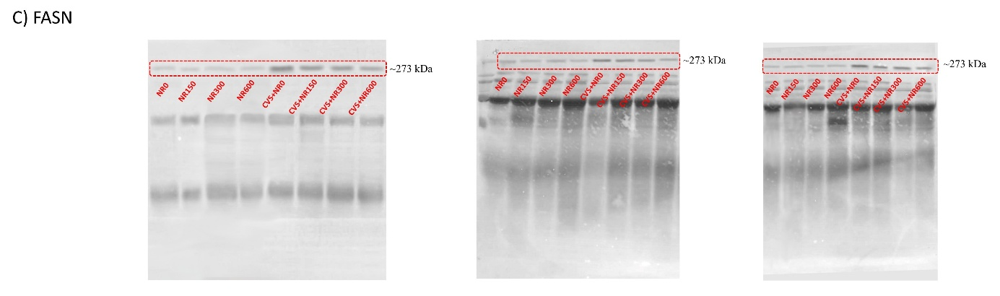 C) FASN
~273 kDa
NR0
NR150
NR300
NR600
CVS+NR0
CVS+NR150
CVS+NR300
CVS+NR600
~273 kDa
NR0
NR150
NR300
NR600
CVS+NR0
CVS+NR150
CVS+NR300
CVS+NR600
~273 kDa
NR0
NR150
NR300
NR600
CVS+NR0
CVS+NR150
CVS+NR300
CVS+NR600